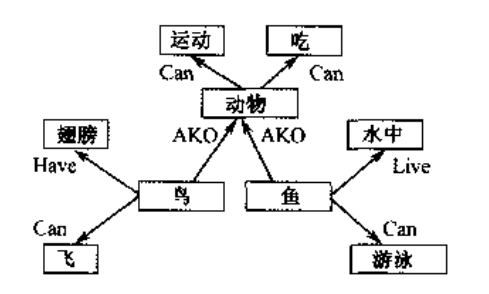 运动 吃
Can Can
动物
翅膀 AKO AKO 水中
Have Live
鸟 鱼
Can Can
飞 游泳